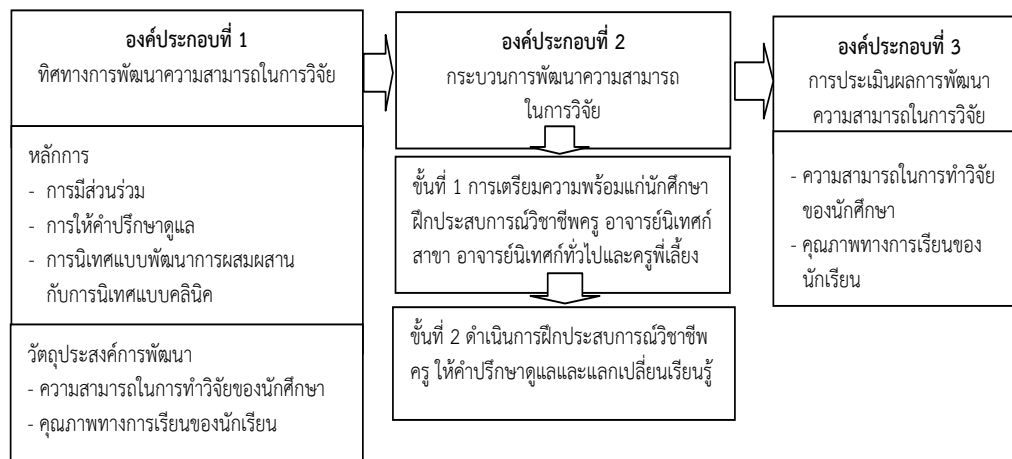 องค์ประกอบที่ 1
ทิศทางการพัฒนาความสามารถในการวิจัย
หลักการ
- การมีส่วนร่วม
- การให้คำปรึกษาดูแล
- การนิเทศแบบพัฒนาการผสมผสาน
กับการนิเทศแบบคลินิค
วัตถุประสงค์การพัฒนา
- ความสามารถในการทำวิจัยของนักศึกษา
- คุณภาพทางการเรียนของนักเรียน
องค์ประกอบที่ 2
กระบวนการพัฒนาความสามารถ
ในการวิจัย
ขั้นที่ 1 การเตรียมความพร้อมแก่นักศึกษา
ฝึกประสบการณ์วิชาชีพครู อาจารย์นิเทศก์
สาขา อาจารย์นิเทศก์ทั่วไปและครูพี่เลี้ยง
ขั้นที่ 2 ดำเนินการฝึกประสบการณ์วิชาชีพ
ครู ให้คำปรึกษาดูแลและแลกเปลี่ยนเรียนรู้
องค์ประกอบที่ 3
การประเมินผลการพัฒนา
ความสามารถในการวิจัย
- ความสามารถในการทำวิจัย
ของนักศึกษา
- คุณภาพทางการเรียนของ
นักเรียน